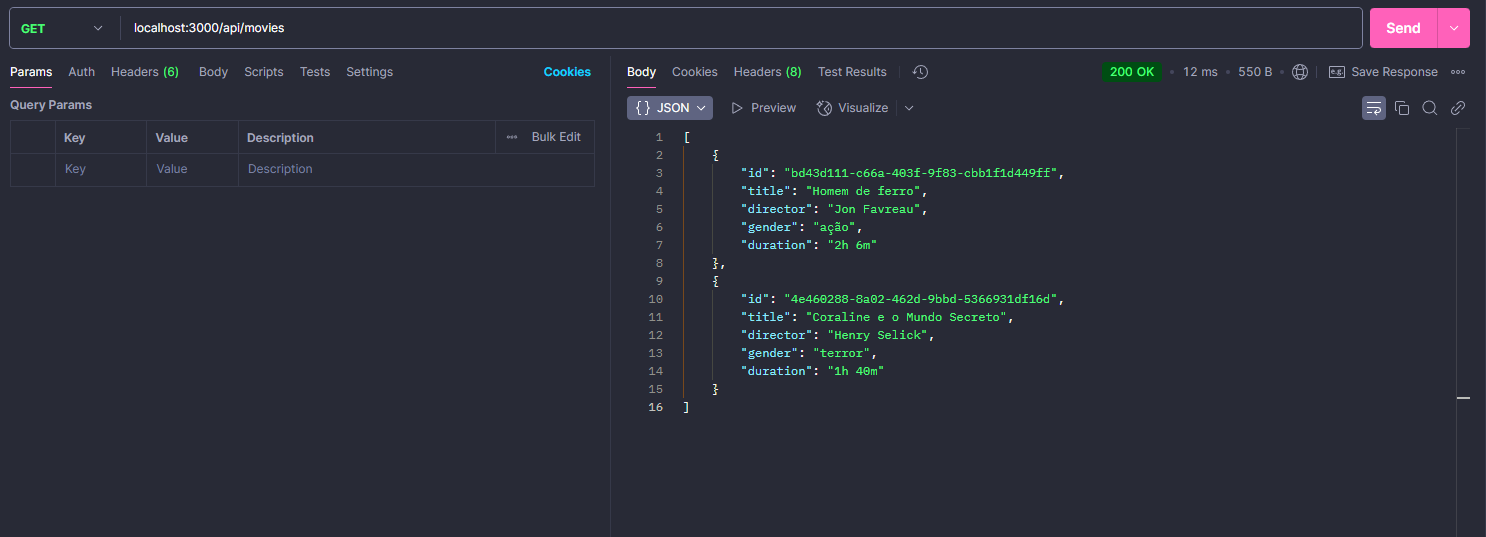 GET localhost:3000/api/movies Send
Params Auth Headers (6) Body Scripts Tests Settings Cookies
Query Params
Key Value Description Bulk Edit
Key Value Description
Body Cookies Headers (8) Test Results 200 OK • 12 ms • 550 B • e.g. Save Response
{ } JSON Preview Visualize
1 [
2 {
3 "id": "bd43d111-c66a-403f-9f83-cbb1f1d449ff",
4 "title": "Homem de ferro",
5 "director": "Jon Favreau",
6 "gender": "ação",
7 "duration": "2h 6m"
8 },
9 {
10 "id": "4e460288-8a02-462d-9bbd-5366931df16d",
11 "title": "Coraline e o Mundo Secreto",
12 "director": "Henry Selick",
13 "gender": "terror",
14 "duration": "1h 40m"
15 }
16 ]